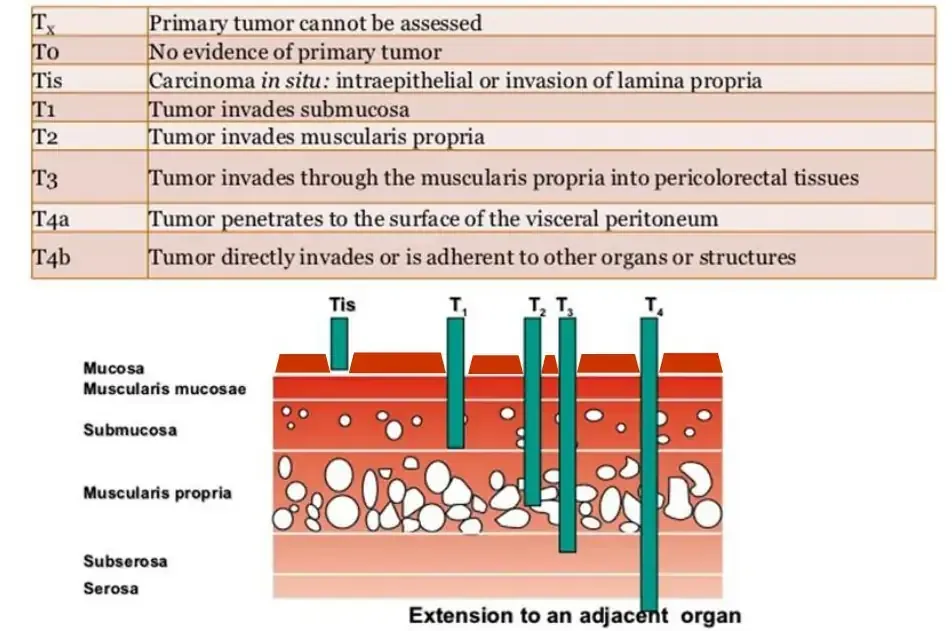 Tx Primary tumor cannot be assessed
T0 No evidence of primary tumor
Tis Carcinoma in situ: intraepithelial or invasion of lamina propria
T1 Tumor invades submucosa
T2 Tumor invades muscularis propria
T3 Tumor invades through the muscularis propria into pericolorectal tissues
T4a Tumor penetrates to the surface of the visceral peritoneum
T4b Tumor directly invades or is adherent to other organs or structures
Tis T1 T2 T3 T4
Mucosa
Muscularis mucosae
Submucosa
Muscularis propria
Subserosa
Serosa
Extension to an adjacent organ